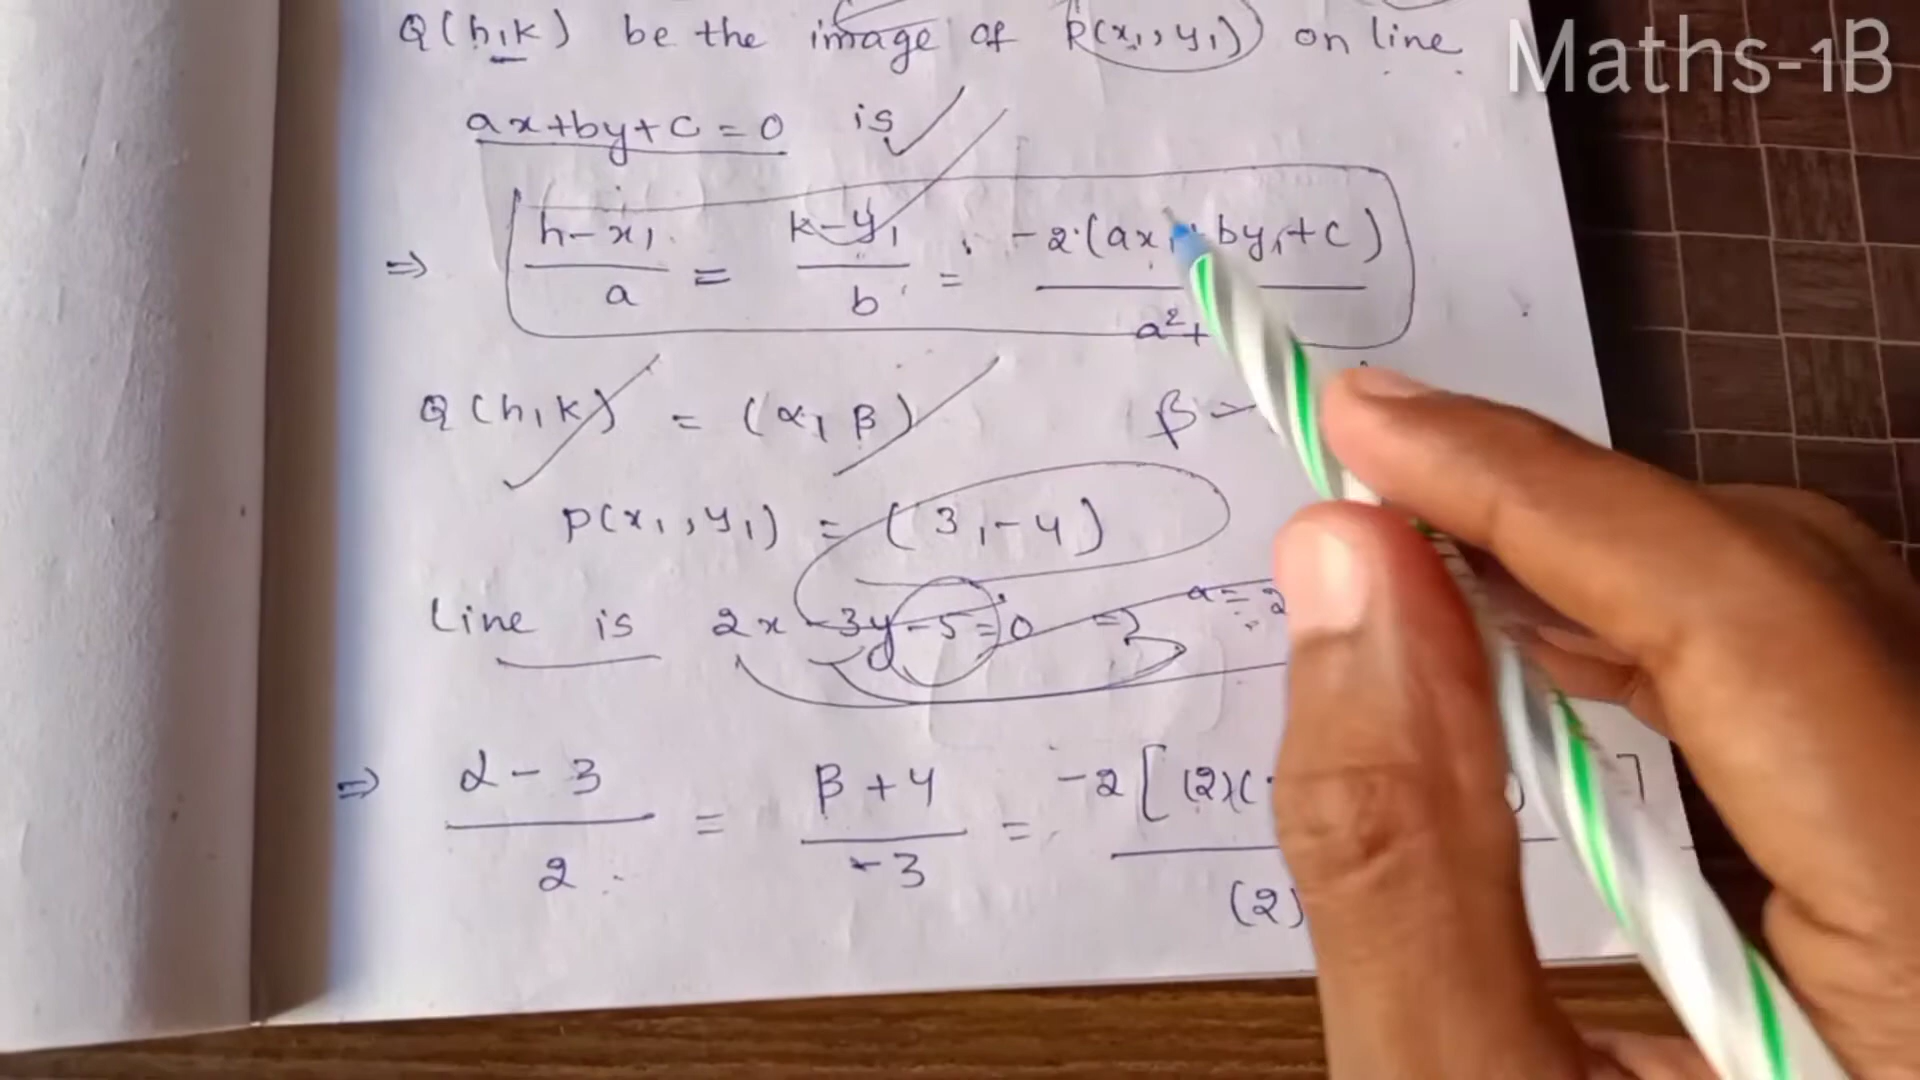 Q(h,k) be the image of P(x₁,y₁) on line
Maths-1B
ax+by+c=0 is
⇒ h-x₁/a = k-y₁/b = -2(ax₁+by₁+c)/a²+
Q(h,k) = (α,β) β-
P(x₁,y₁) = (3,-4)
Line is 2x-3y-5=0 ⇒ a=2
⇒ α-3/2 = β+4/-3 = -2[(2)( ) ]/(2)